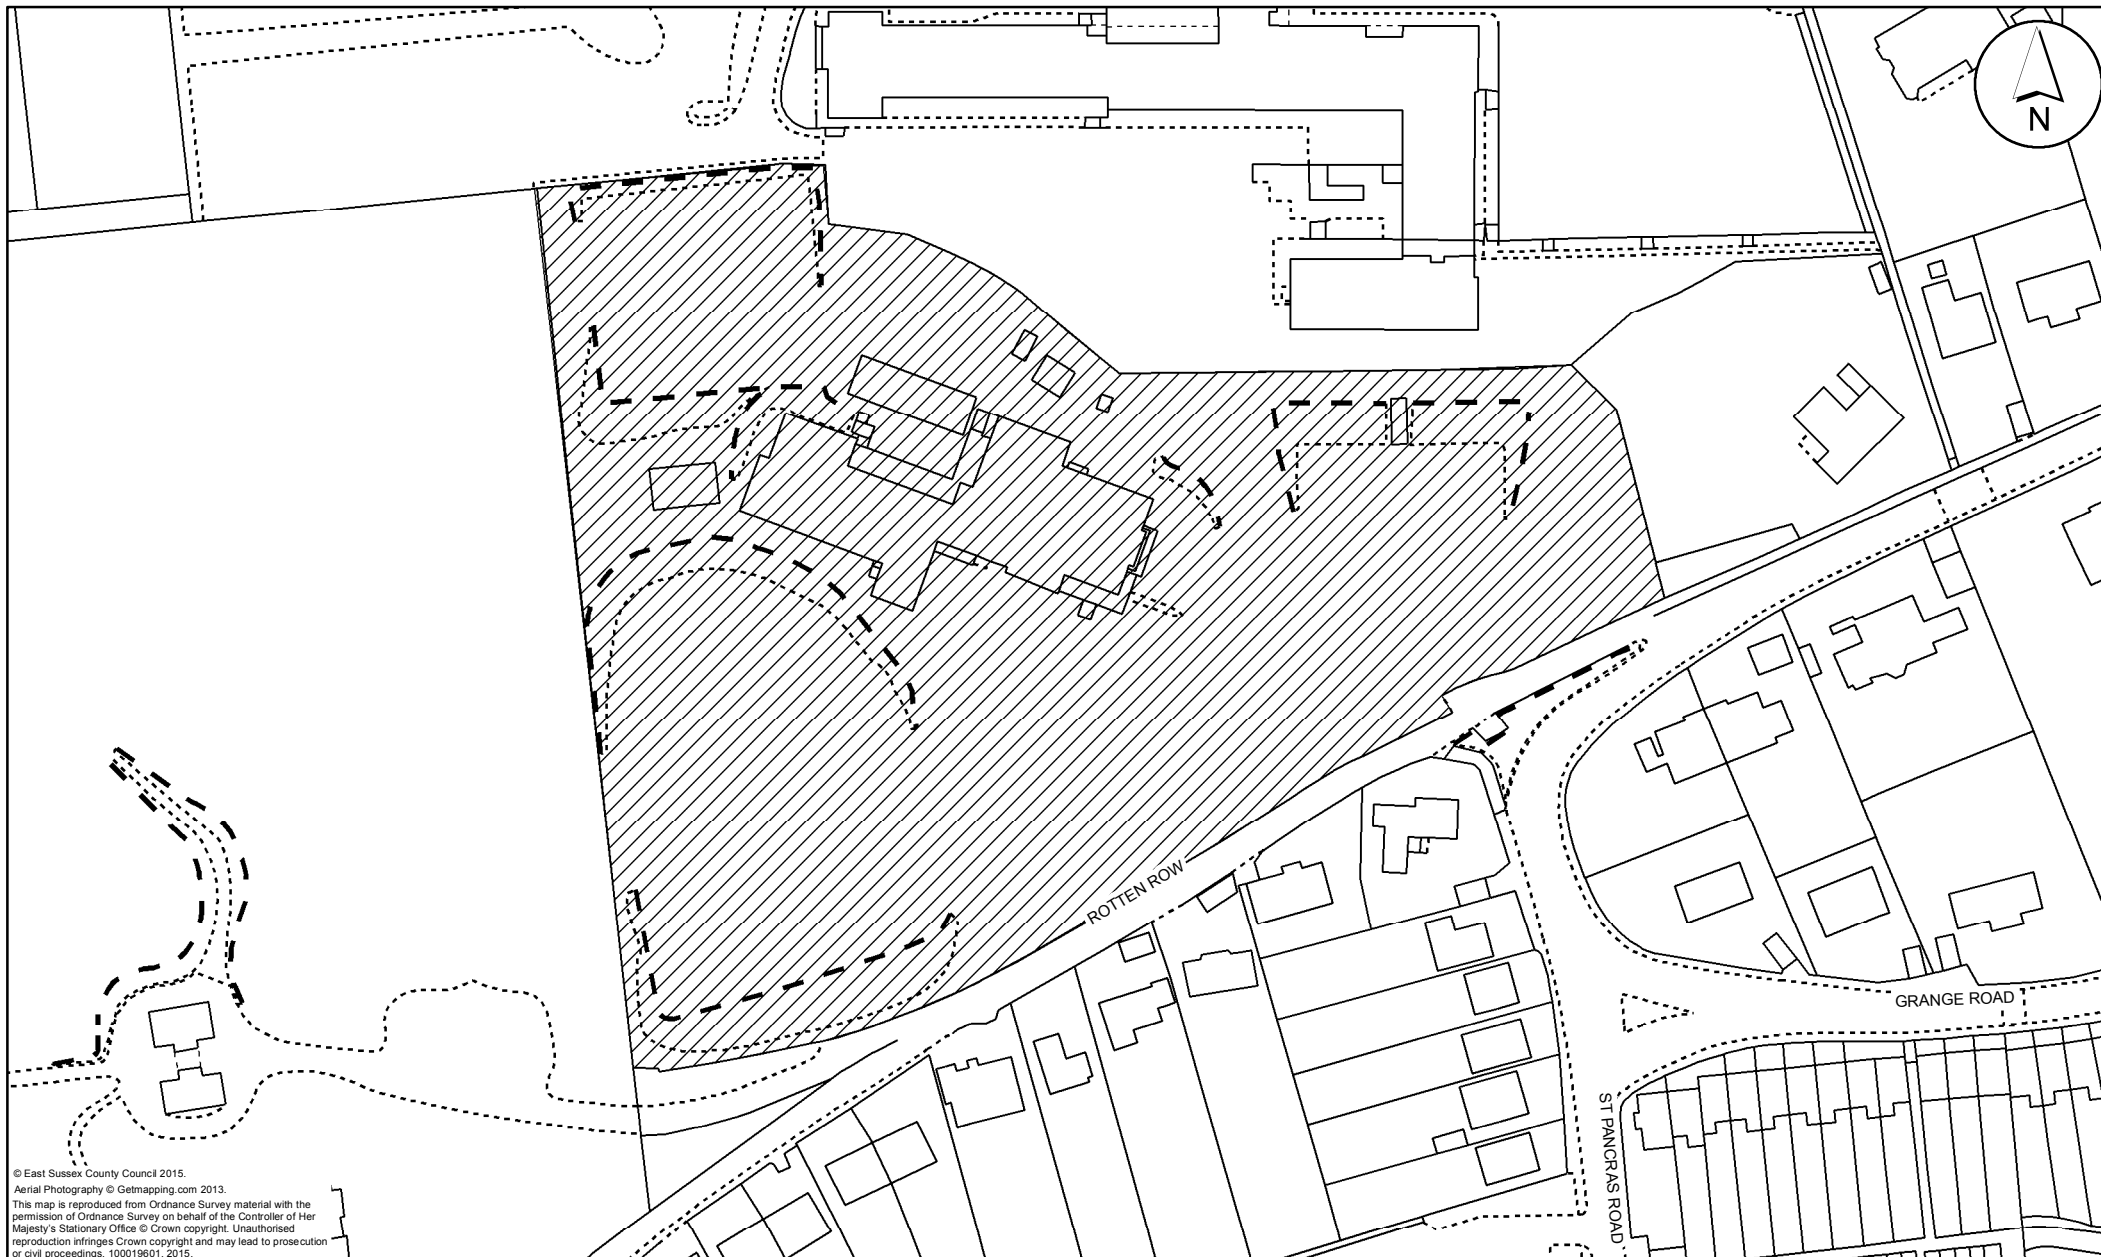 N
ROTTEN ROW
GRANGE ROAD
ST PANCRAS ROAD
© East Sussex County Council 2015.
Aerial Photography © Getmapping.com 2013.
This map is reproduced from Ordnance Survey material with the
permission of Ordnance Survey on behalf of the Controller of Her
Majesty's Stationary Office © Crown copyright. Unauthorised
reproduction infringes Crown copyright and may lead to prosecution
or civil proceedings. 100019601, 2015.